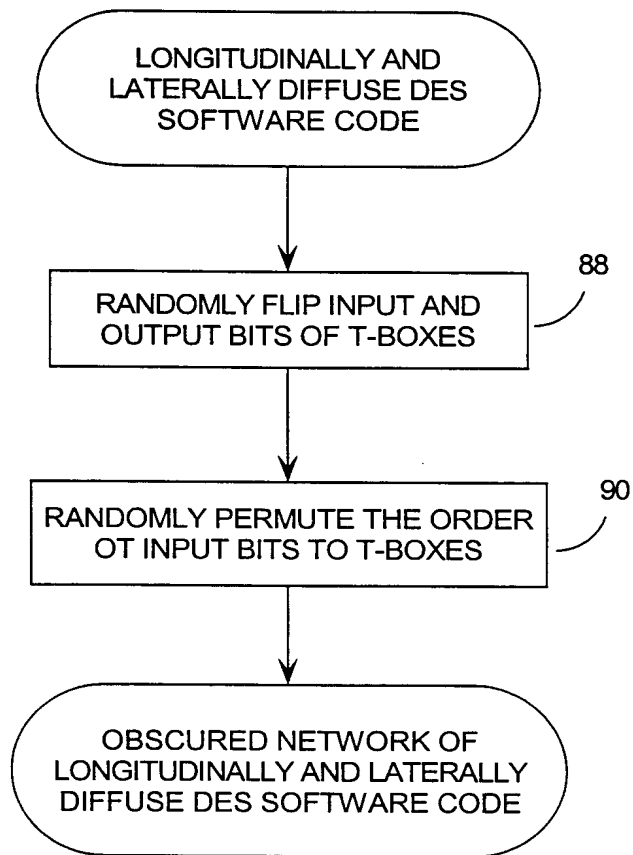 LONGITUDINALLY AND
LATERALLY DIFFUSE DES
SOFTWARE CODE
88
RANDOMLY FLIP INPUT AND
OUTPUT BITS OF T-BOXES
90
RANDOMLY PERMUTE THE ORDER
OT INPUT BITS TO T-BOXES
OBSCURED NETWORK OF
LONGITUDINALLY AND LATERALLY
DIFFUSE DES SOFTWARE CODE